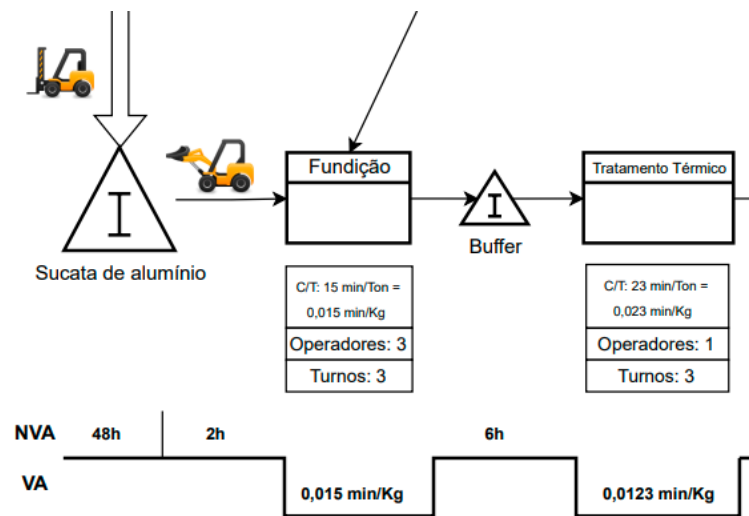 Fundição
Tratamento Térmico
I
I
Buffer
Sucata de alumínio
C/T: 15 min/Ton =
0,015 min/Kg
Operadores: 3
Turnos: 3
C/T: 23 min/Ton =
0,023 min/Kg
Operadores: 1
Turnos: 3
NVA
48h
2h
6h
VA
0,015 min/Kg
0,0123 min/Kg